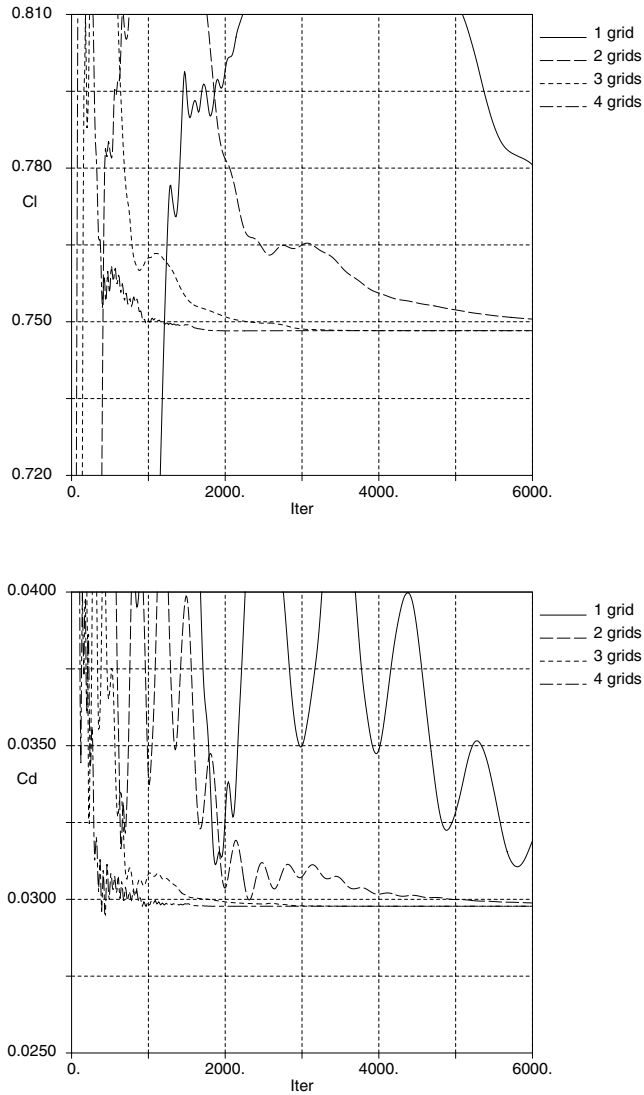 0.810
0.780
Cl
0.750
0.720
0.
2000.
4000.
6000.
Iter
1 grid
2 grids
3 grids
4 grids
0.0400
0.0350
Cd
0.0300
0.0250
0.
2000.
4000.
6000.
Iter
1 grid
2 grids
3 grids
4 grids